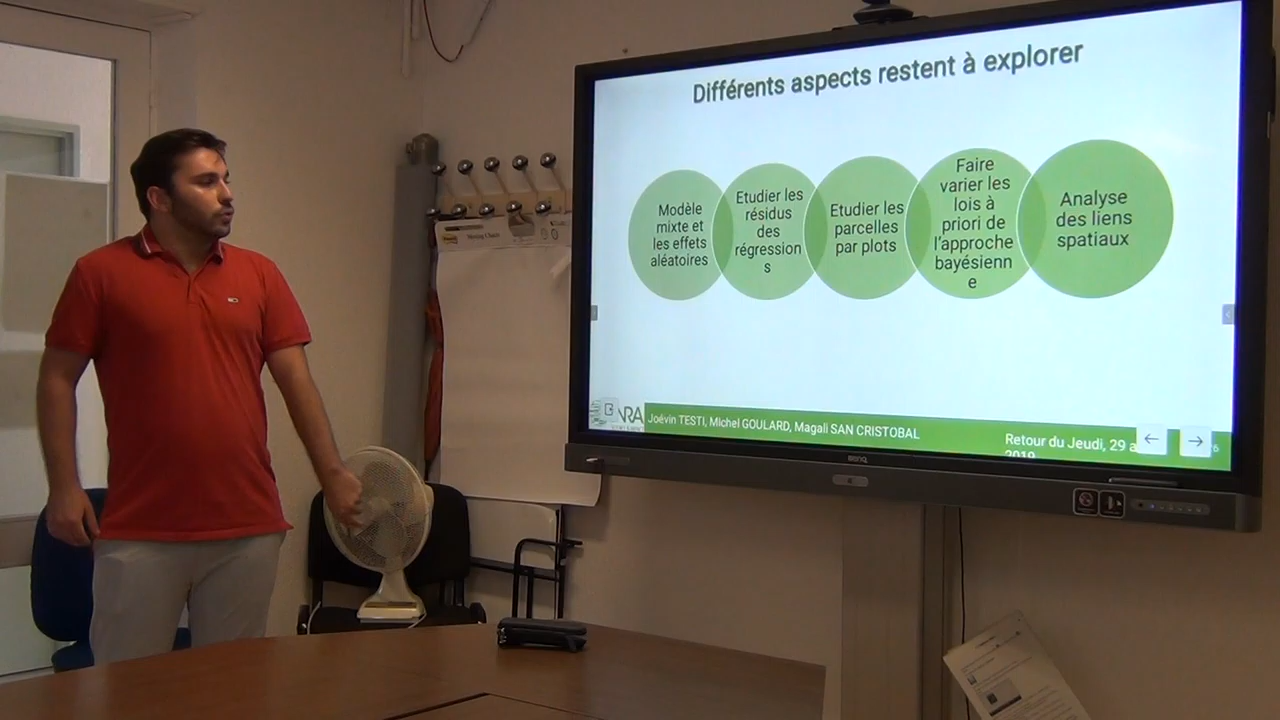 Différents aspects restent à explorer
Modèle
mixte et
les effets
aléatoires
Etudier les
résidus
des
régression
s
Etudier les
parcelles
par plots
Faire
varier les
lois à
priori de
l'approche
bayésienn
e
Analyse
des liens
spatiaux
Joévin TESTI, MIchel GOULARD, Magali SAN CRISTOBAL
Retour du Jeudi, 29 a
2019
BenQ